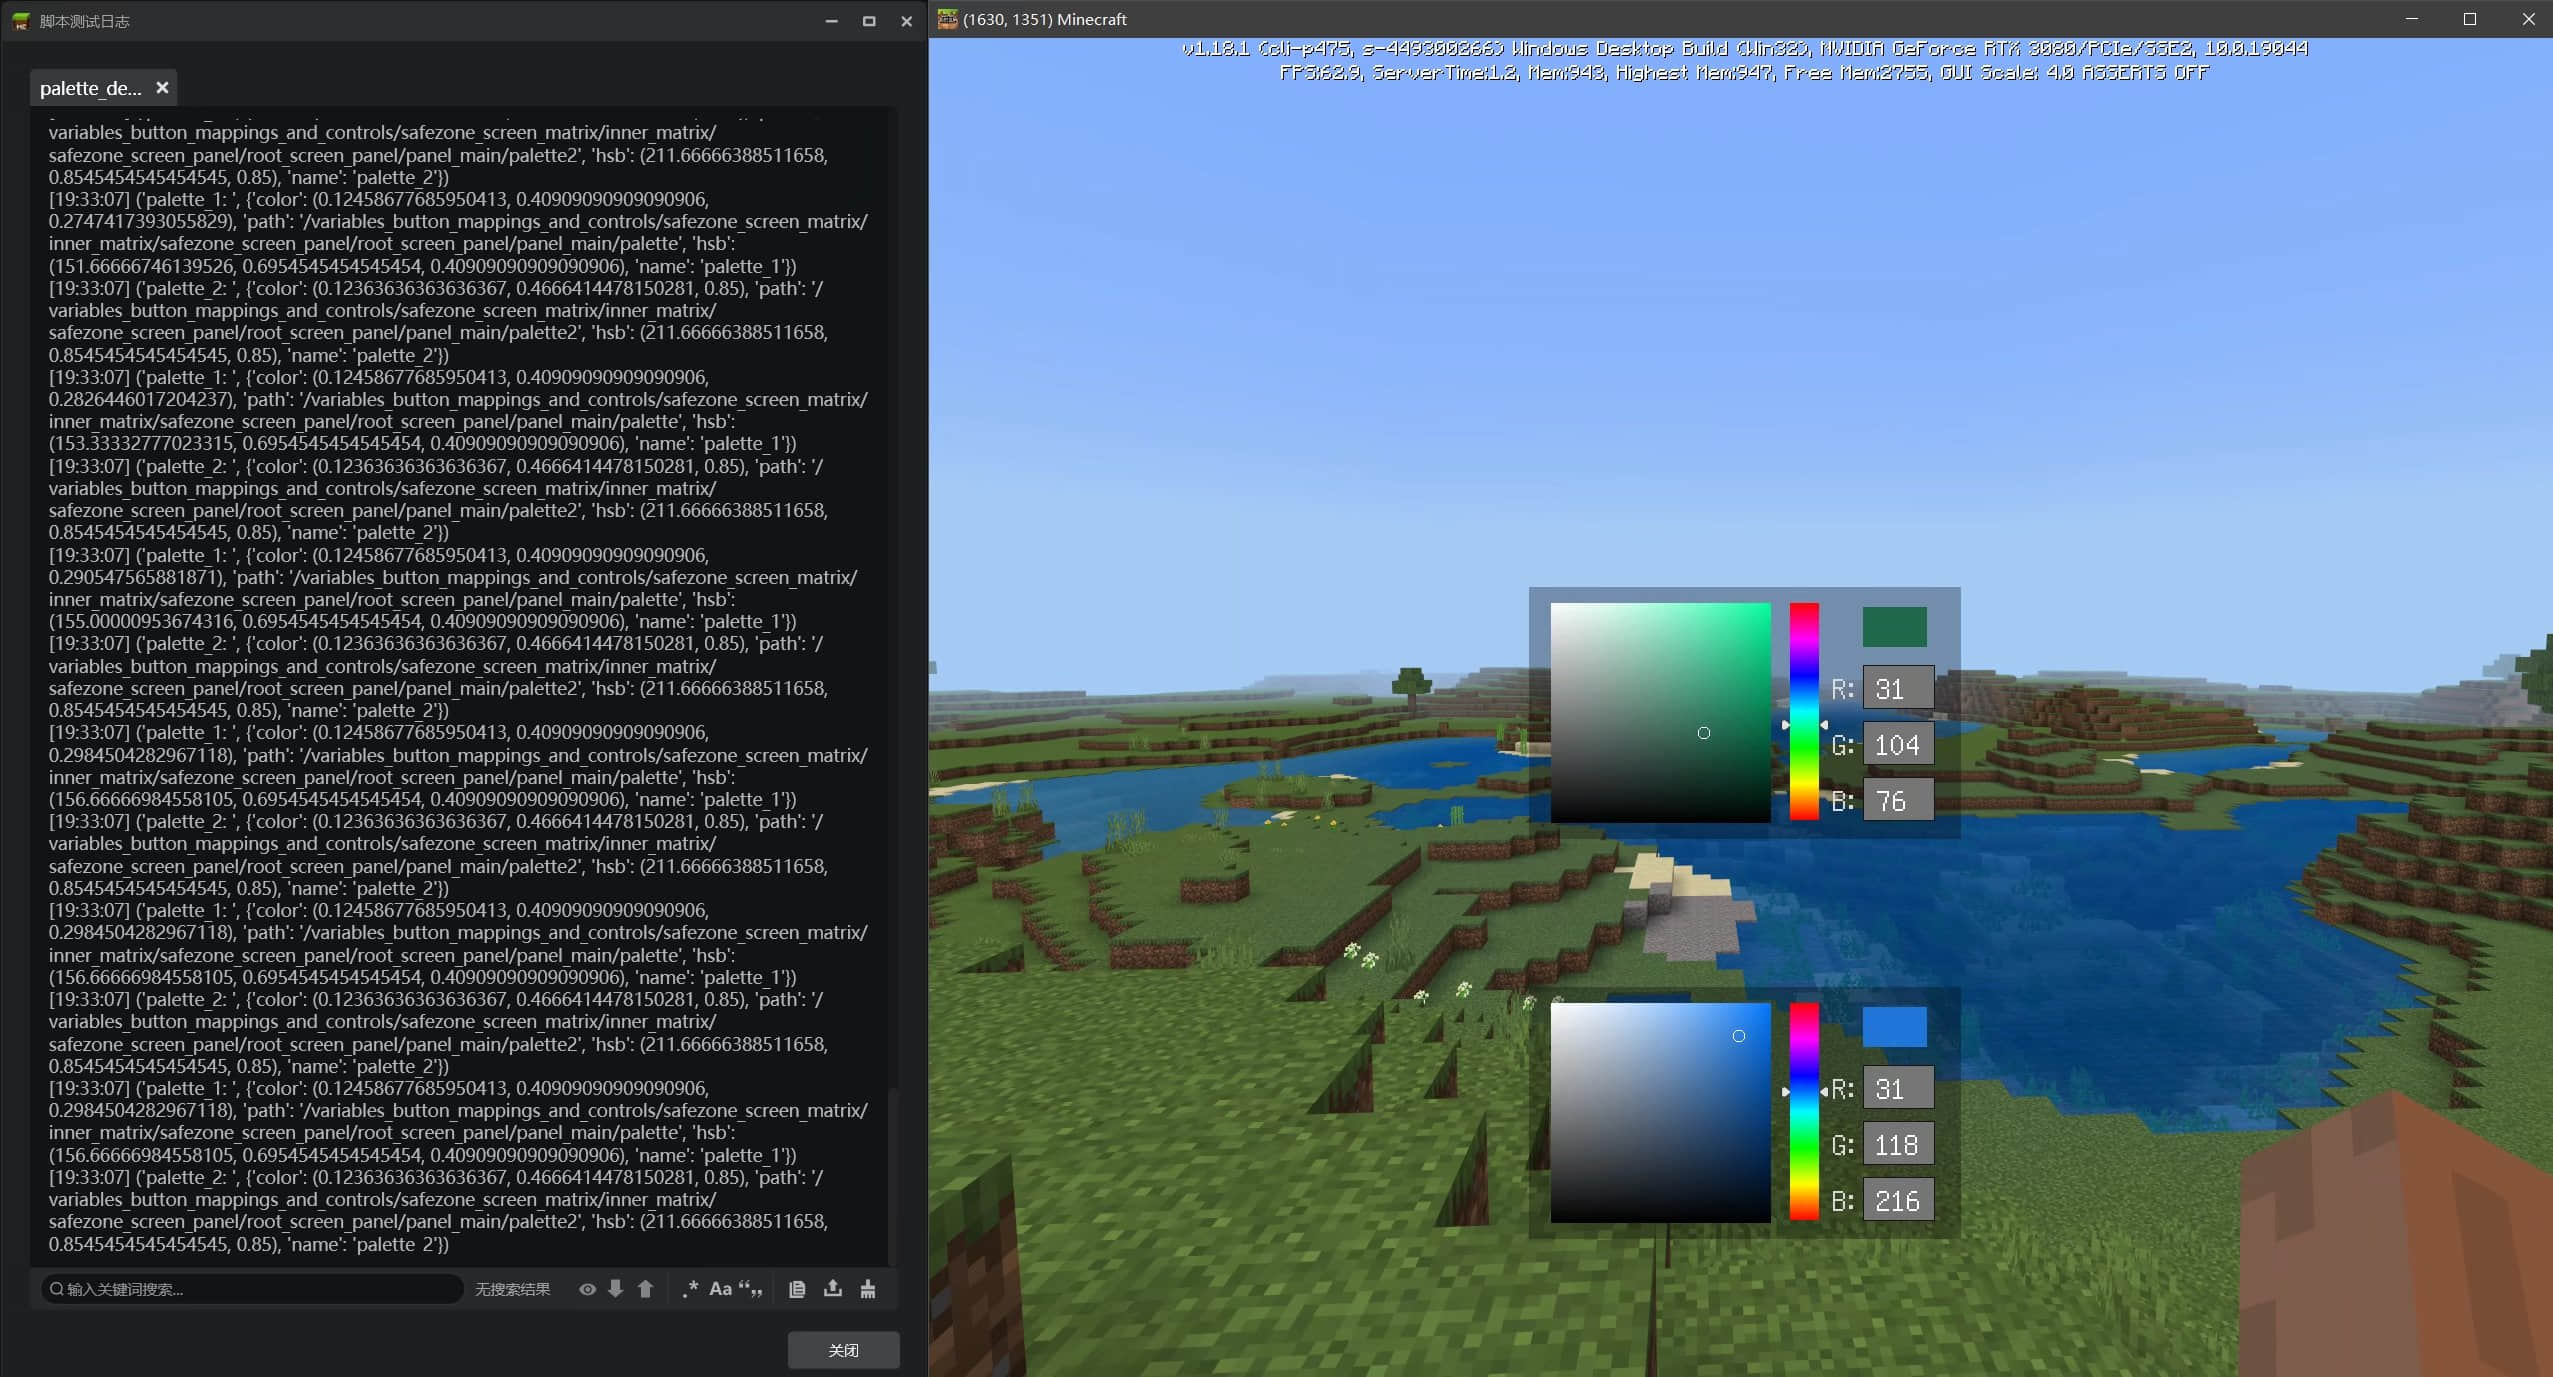 脚本测试日志
palette_de...
variables_button_mappings_and_controls/safezone_screen_matrix/inner_matrix/
safezone_screen_panel/root_screen_panel/panel_main/palette2', 'hsb': (211.66666388511658,
0.8545454545454545, 0.85), 'name': 'palette_2'})
[19:33:07] ('palette_1: ', {'color': (0.12458677685950413, 0.40909090909090906,
0.2747417393055829), 'path': '/variables_button_mappings_and_controls/safezone_screen_matrix/
inner_matrix/safezone_screen_panel/root_screen_panel/panel_main/palette', 'hsb':
(151.66666746139526, 0.6954545454545454, 0.40909090909090906), 'name': 'palette_1'})
[19:33:07] ('palette_2: ', {'color': (0.12363636363636367, 0.4666414478150281, 0.85), 'path': '/
variables_button_mappings_and_controls/safezone_screen_matrix/inner_matrix/
safezone_screen_panel/root_screen_panel/panel_main/palette2', 'hsb': (211.66666388511658,
0.8545454545454545, 0.85), 'name': 'palette_2'})
[19:33:07] ('palette_1: ', {'color': (0.12458677685950413, 0.40909090909090906,
0.2826446017204237), 'path': '/variables_button_mappings_and_controls/safezone_screen_matrix/
inner_matrix/safezone_screen_panel/root_screen_panel/panel_main/palette', 'hsb':
(153.33332777023315, 0.6954545454545454, 0.40909090909090906), 'name': 'palette_1'})
[19:33:07] ('palette_2: ', {'color': (0.12363636363636367, 0.4666414478150281, 0.85), 'path': '/
variables_button_mappings_and_controls/safezone_screen_matrix/inner_matrix/
safezone_screen_panel/root_screen_panel/panel_main/palette2', 'hsb': (211.66666388511658,
0.8545454545454545, 0.85), 'name': 'palette_2'})
[19:33:07] ('palette_1: ', {'color': (0.12458677685950413, 0.40909090909090906,
0.290547565881871), 'path': '/variables_button_mappings_and_controls/safezone_screen_matrix/
inner_matrix/safezone_screen_panel/root_screen_panel/panel_main/palette', 'hsb':
(155.00000953674316, 0.6954545454545454, 0.40909090909090906), 'name': 'palette_1'})
[19:33:07] ('palette_2: ', {'color': (0.12363636363636367, 0.4666414478150281, 0.85), 'path': '/
variables_button_mappings_and_controls/safezone_screen_matrix/inner_matrix/
safezone_screen_panel/root_screen_panel/panel_main/palette2', 'hsb': (211.66666388511658,
0.8545454545454545, 0.85), 'name': 'palette_2'})
[19:33:07] ('palette_1: ', {'color': (0.12458677685950413, 0.40909090909090906,
0.2984504282967118), 'path': '/variables_button_mappings_and_controls/safezone_screen_matrix/
inner_matrix/safezone_screen_panel/root_screen_panel/panel_main/palette', 'hsb':
(156.66666984558105, 0.6954545454545454, 0.40909090909090906), 'name': 'palette_1'})
[19:33:07] ('palette_2: ', {'color': (0.12363636363636367, 0.4666414478150281, 0.85), 'path': '/
variables_button_mappings_and_controls/safezone_screen_matrix/inner_matrix/
safezone_screen_panel/root_screen_panel/panel_main/palette2', 'hsb': (211.66666388511658,
0.8545454545454545, 0.85), 'name': 'palette_2'})
[19:33:07] ('palette_1: ', {'color': (0.12458677685950413, 0.40909090909090906,
0.2984504282967118), 'path': '/variables_button_mappings_and_controls/safezone_screen_matrix/
inner_matrix/safezone_screen_panel/root_screen_panel/panel_main/palette', 'hsb':
(156.66666984558105, 0.6954545454545454, 0.40909090909090906), 'name': 'palette_1'})
[19:33:07] ('palette_2: ', {'color': (0.12363636363636367, 0.4666414478150281, 0.85), 'path': '/
variables_button_mappings_and_controls/safezone_screen_matrix/inner_matrix/
safezone_screen_panel/root_screen_panel/panel_main/palette2', 'hsb': (211.66666388511658,
0.8545454545454545, 0.85), 'name': 'palette_2'})
[19:33:07] ('palette_1: ', {'color': (0.12458677685950413, 0.40909090909090906,
0.2984504282967118), 'path': '/variables_button_mappings_and_controls/safezone_screen_matrix/
inner_matrix/safezone_screen_panel/root_screen_panel/panel_main/palette', 'hsb':
(156.66666984558105, 0.6954545454545454, 0.40909090909090906), 'name': 'palette_1'})
[19:33:07] ('palette_2: ', {'color': (0.12363636363636367, 0.4666414478150281, 0.85), 'path': '/
variables_button_mappings_and_controls/safezone_screen_matrix/inner_matrix/
safezone_screen_panel/root_screen_panel/panel_main/palette2', 'hsb': (211.66666388511658,
0.8545454545454545, 0.85), 'name': 'palette_2'})
输入关键词搜索... 无搜索结果 .* Aa “„
关闭
(1630, 1351) Minecraft
v1.18.1 (cli-p475, s-449300266) Windows Desktop Build (Win32), NVIDIA GeForce RTX 3080/PCIe/SSE2, 10.0.19044
FPS:62.9, ServerTime:1.2, Mem:943, Highest Mem:947, Free Mem:2755, GUI Scale: 4.0 ASSERTS OFF
R: 31
G: 104
B: 76
R: 31
G: 118
B: 216